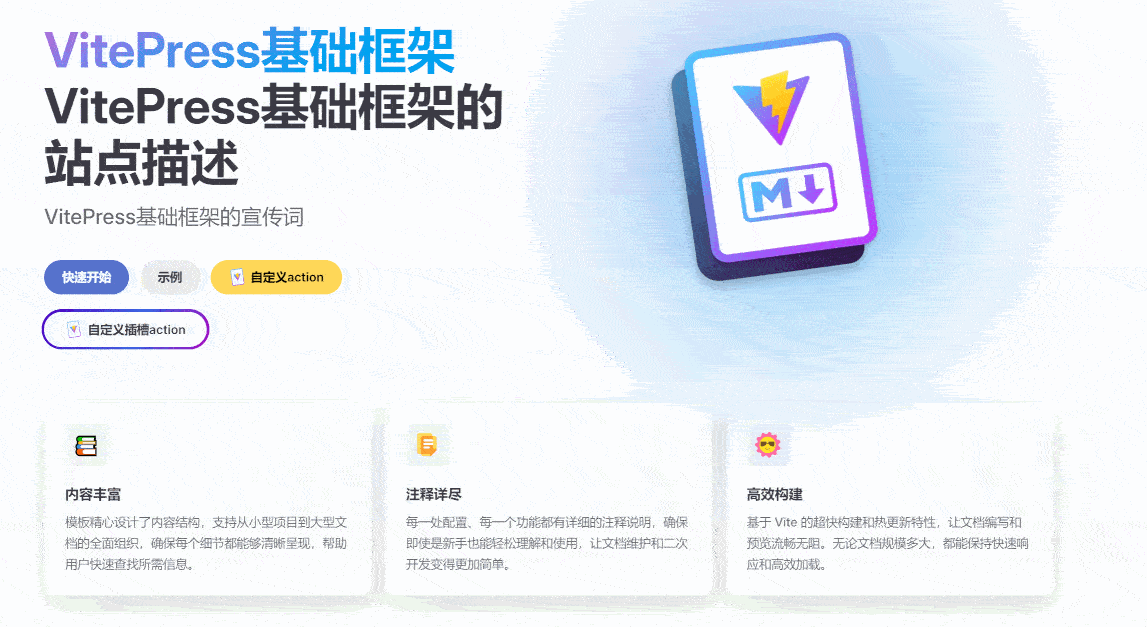 VitePress基础框架
VitePress基础框架的
站点描述
VitePress基础框架的宣传词
快速开始
示例
自定义action
自定义插槽action
M
内容丰富
模板精心设计了内容结构，支持从小型项目到大型文
档的全面组织，确保每个细节都能够清晰呈现，帮助
用户快速查找所需信息。
注释详尽
每一处配置、每一个功能都有详细的注释说明，确保
即使是新手也能轻松理解和使用，让文档维护和二次
开发变得更加简单。
高效构建
基于 Vite 的超快构建和热更新特性，让文档编写和
预览流畅无阻。无论文档规模多大，都能保持快速响
应和高效加载。